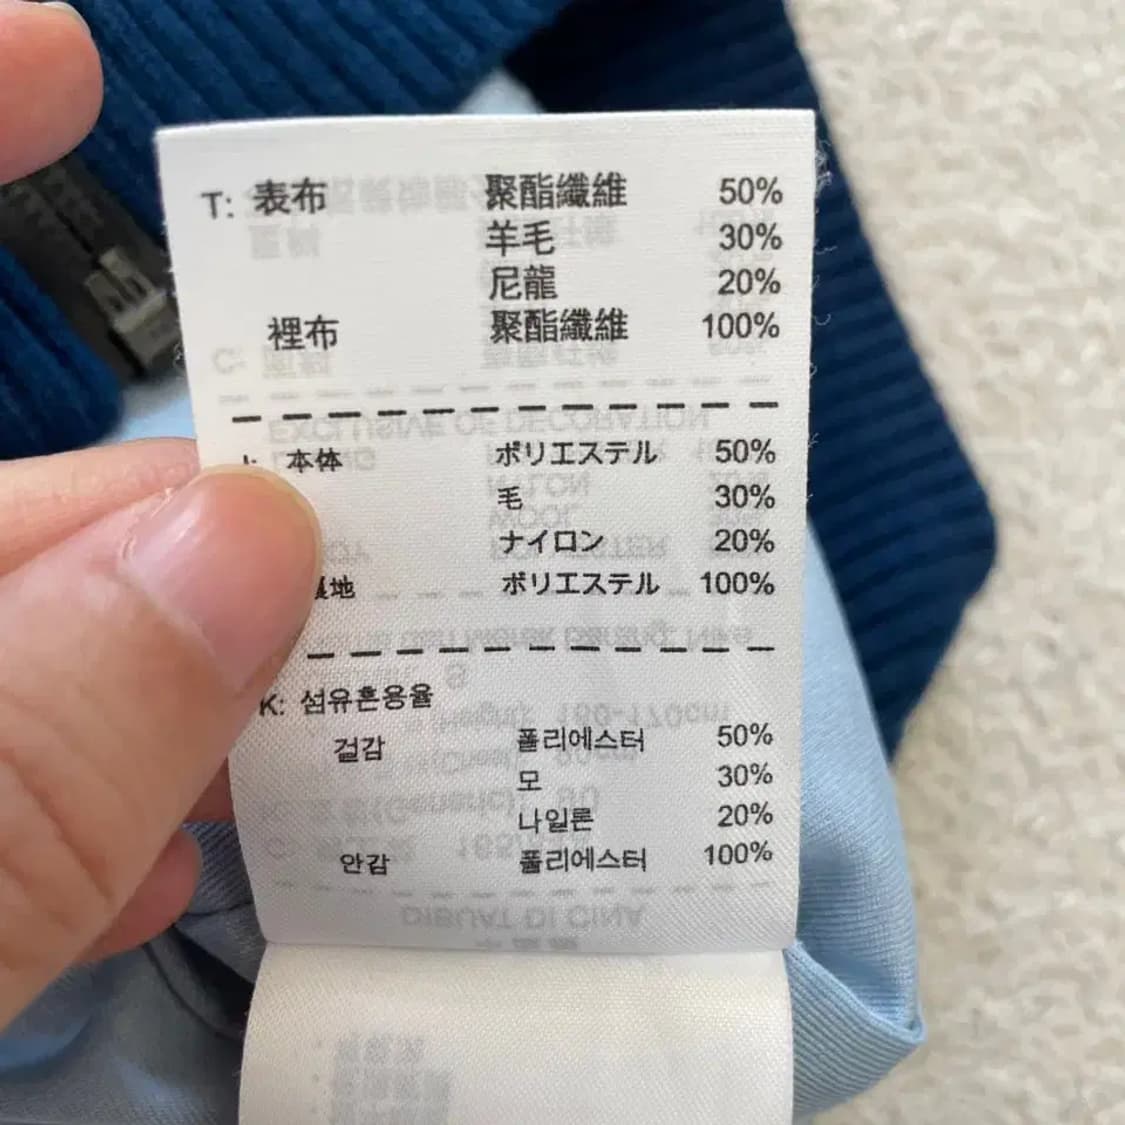 T: 表布 聚酯纖維 50%
羊毛 30%
尼龍 20%
裡布 聚酯纖維 100%
本体 ポリエステル 50%
毛 30%
ナイロン 20%
地 ポリエステル 100%
K: 섬유혼용율
겉감 폴리에스터 50%
모 30%
나일론 20%
안감 폴리에스터 100%